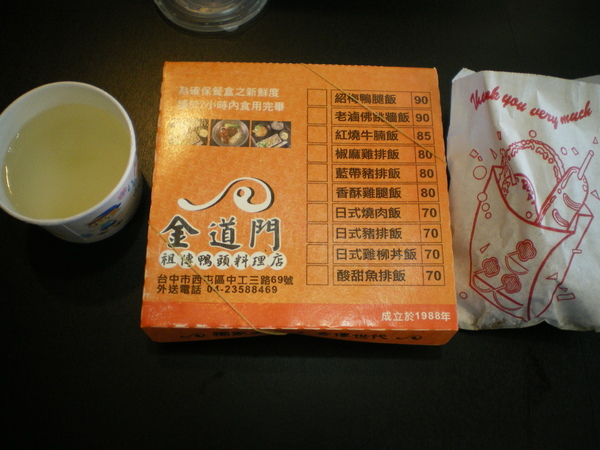 為確保餐盒之新鮮度
請於2小時內食用完畢
金道門
祖傳鴨頭料理店
台中市西屯區中工三路69號
外送電話 04-23588469
紹梅鴨腿飯 90
老滷佛跳牆飯 90
紅燒牛腩飯 85
椒麻雞排飯 80
藍帶豬排飯 80
香酥雞腿飯 80
日式燒肉飯 70
日式豬排飯 70
日式雞柳丼飯 70
酸甜魚排飯 70
成立於1988年
Thank you very much